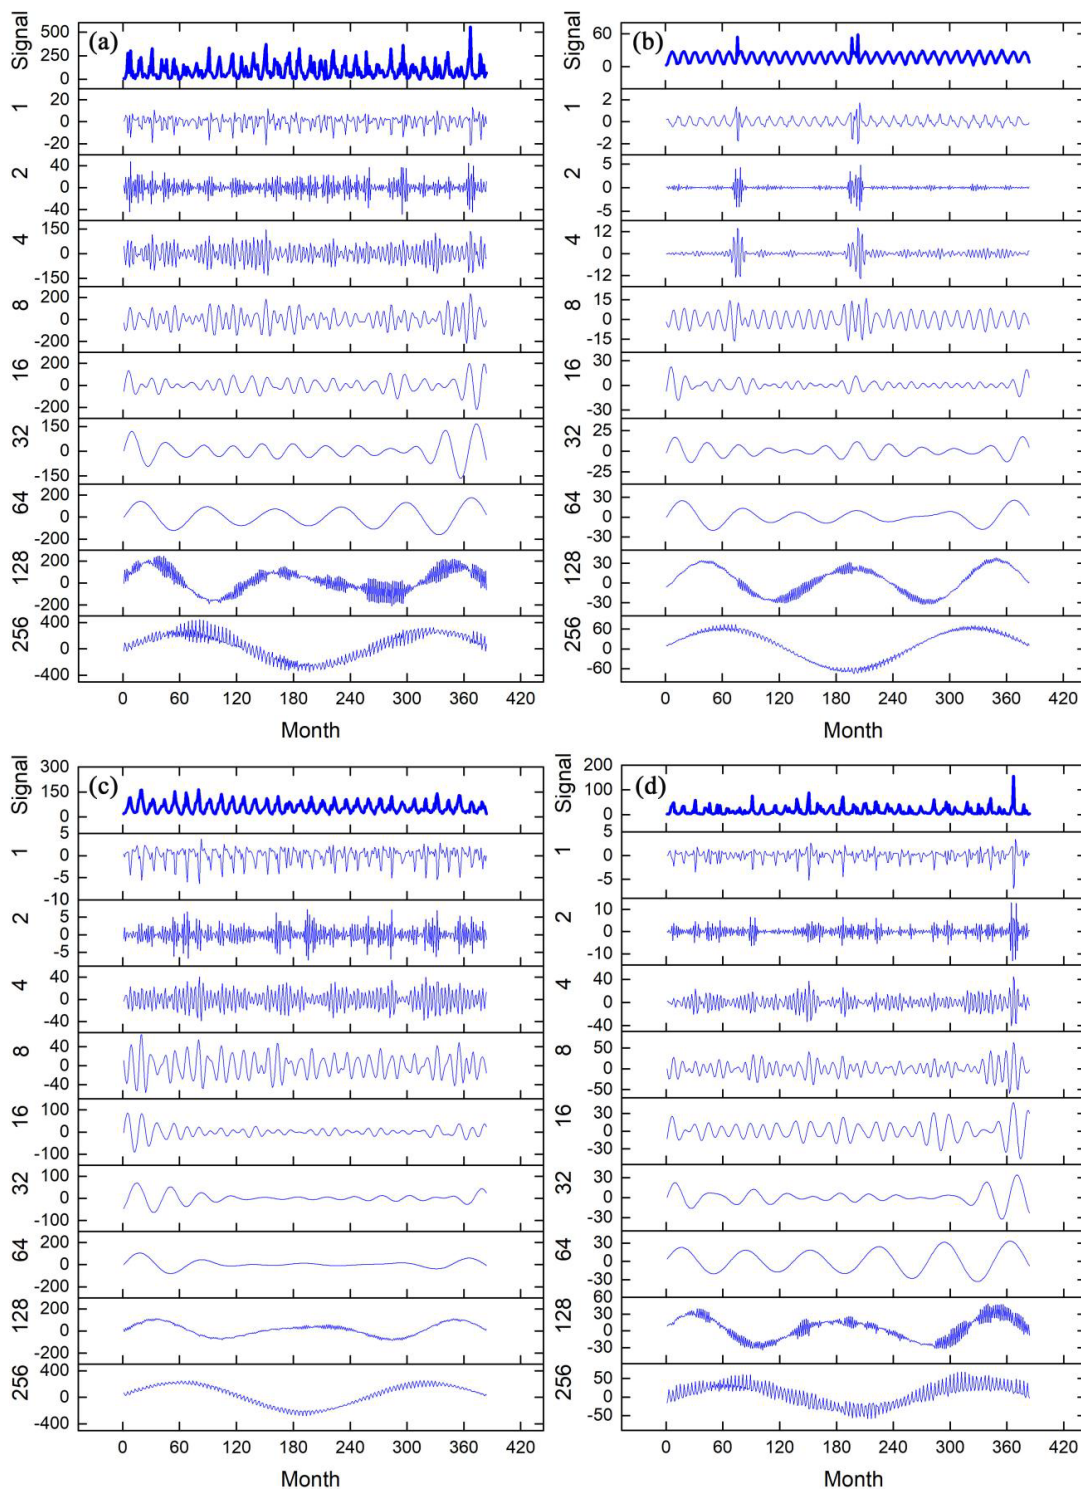 Signal 500 250 0 (a)
1 20 0 -20
2 40 0 -40
4 150 0 -150
8 200 0 -200
16 200 0 -200
32 150 0 -150
64 200 0 -200
128 200 0 -200
256 400 0 -400
0 60 120 180 240 300 360 420
Month
Signal 60 0 (b)
1 2 0 -2
2 5 0 -5
4 12 0 -12
8 15 0 -15
16 30 0 -30
32 25 0 -25
64 30 0 -30
128 30 0 -30
256 60 0 -60
0 60 120 180 240 300 360 420
Month
Signal 300 150 0 (c)
1 5 0 -5 -10
2 5 0 -5
4 40 0 -40
8 40 0 -40
16 100 0 -100
32 100 0 -100
64 200 0 -200
128 200 0 -200
256 400 0 -400
0 60 120 180 240 300 360 420
Month
Signal 200 100 0 (d)
1 5 0 -5
2 10 0 -10
4 40 0 -40
8 50 0 -50
16 30 0 -30
32 30 0 -30
64 30 0 -30
128 60 30 0 -30
256 50 0 -50
0 60 120 180 240 300 360 420
Month